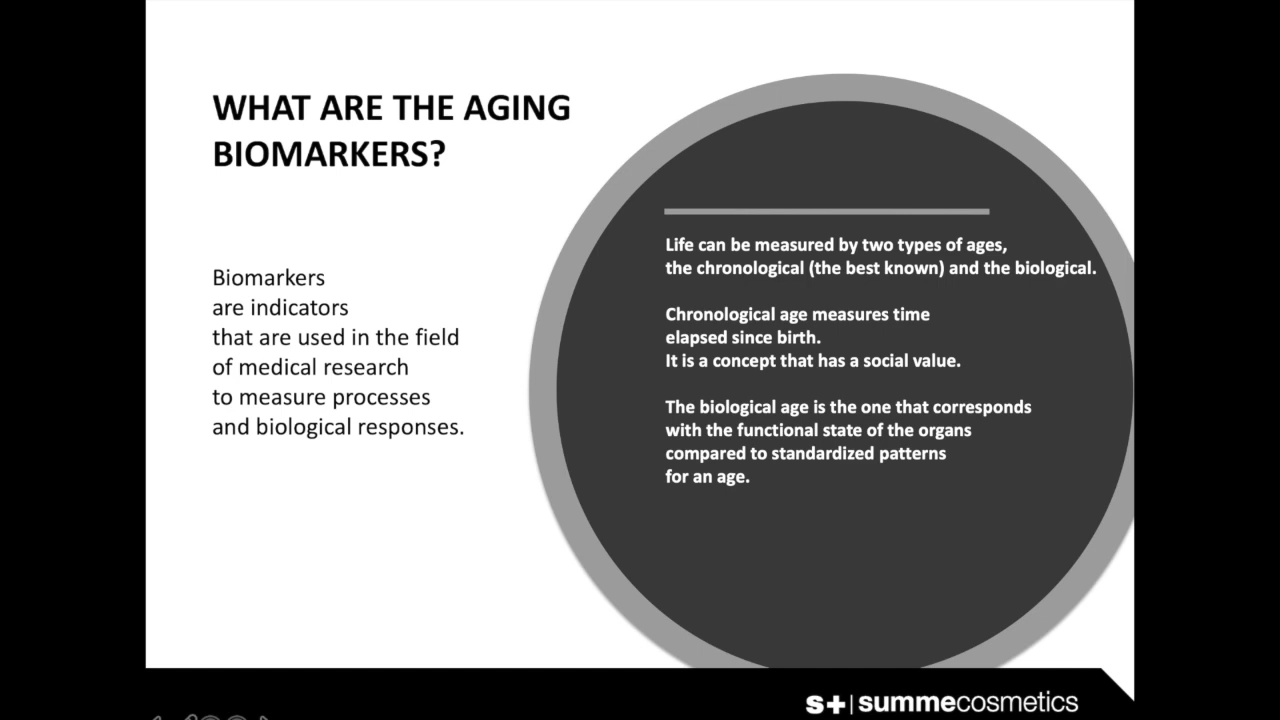 WHAT ARE THE AGING
BIOMARKERS?
Biomarkers
are indicators
that are used in the field
of medical research
to measure processes
and biological responses.
Life can be measured by two types of ages,
the chronological (the best known) and the biological.
Chronological age measures time
elapsed since birth.
It is a concept that has a social value.
The biological age is the one that corresponds
with the functional state of the organs
compared to standardized patterns
for an age.
s+|summecosmetics